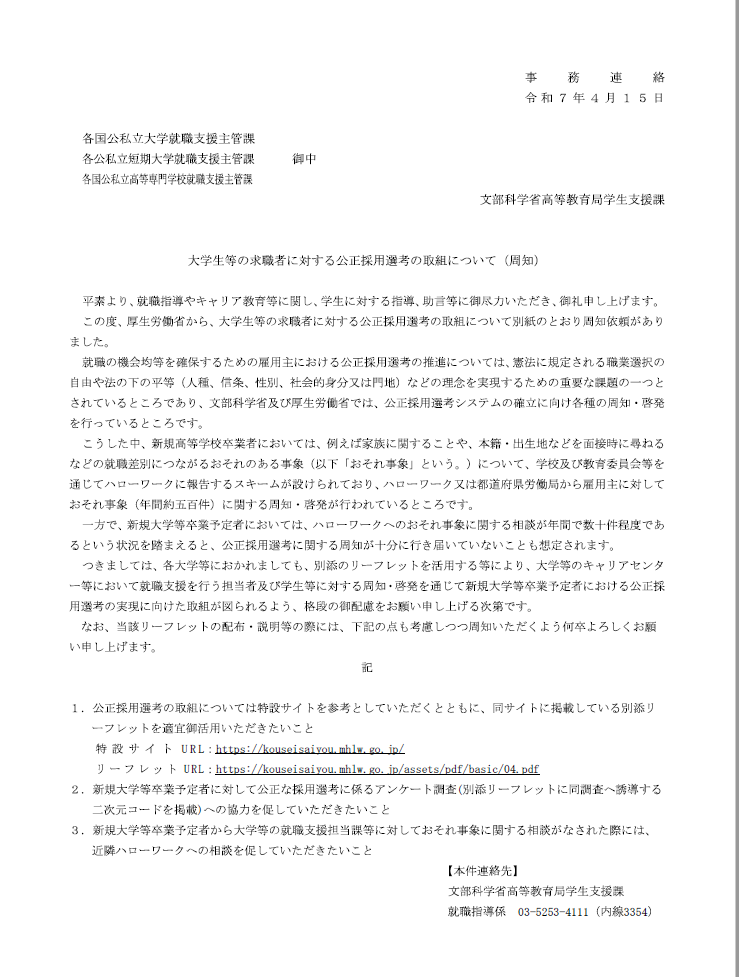 事　務　連　絡
令和７年４月１５日
各国公私立大学就職支援主管課
各公私立短期大学就職支援主管課　　御中
各国公私立高等専門学校就職支援主管課
文部科学省高等教育局学生支援課
大学生等の求職者に対する公正採用選考の取組について（周知）
平素より、就職指導やキャリア教育等に関し、学生に対する指導、助言等に御尽力いただき、御礼申し上げます。
この度、厚生労働省から、大学生等の求職者に対する公正採用選考の取組について別紙のとおり周知依頼があり
ました。
就職の機会均等を確保するための雇用主における公正採用選考の推進については、憲法に規定される職業選択の
自由や法の下の平等（人種、信条、性別、社会的身分又は門地）などの理念を実現するための重要な課題の一つと
されているところであり、文部科学省及び厚生労働省では、公正採用選考システムの確立に向け各種の周知・啓発
を行っているところです。
こうした中、新規高等学校卒業者においては、例えば家族に関することや、本籍・出生地などを面接時に尋ねる
などの就職差別につながるおそれのある事象（以下「おそれ事象」という。）について、学校及び教育委員会等を
通じてハローワークに報告するスキームが設けられており、ハローワーク又は都道府県労働局から雇用主に対して
おそれ事象（年間約五百件）に関する周知・啓発が行われているところです。
一方で、新規大学等卒業予定者においては、ハローワークへのおそれ事象に関する相談が年間で数十件程度であ
るという状況を踏まえると、公正採用選考に関する周知が十分に行き届いていないことも想定されます。
つきましては、各大学等におかれましても、別添のリーフレットを活用する等により、大学等のキャリアセンタ
ー等において就職支援を行う担当者及び学生等に対する周知・啓発を通じて新規大学等卒業予定者における公正採
用選考の実現に向けた取組が図られるよう、格段の御配慮をお願い申し上げる次第です。
なお、当該リーフレットの配布・説明等の際には、下記の点も考慮しつつ周知いただくよう何卒よろしくお願
い申し上げます。
記
１．公正採用選考の取組については特設サイトを参考としていただくとともに、同サイトに掲載している別添リ
ーフレットを適宜御活用いただきたいこと
特設サイト URL：https://kouseisaiyou.mhlw.go.jp/
リーフレット URL：https://kouseisaiyou.mhlw.go.jp/assets/pdf/basic/04.pdf
２．新規大学等卒業予定者に対して公正な採用選考に係るアンケート調査(別添リーフレットに同調査へ誘導する
二次元コードを掲載)への協力を促していただきたいこと
３．新規大学等卒業予定者から大学等の就職支援担当課等に対しておそれ事象に関する相談がなされた際には、
近隣ハローワークへの相談を促していただきたいこと
【本件連絡先】
文部科学省高等教育局学生支援課
就職指導係　03-5253-4111（内線3354）